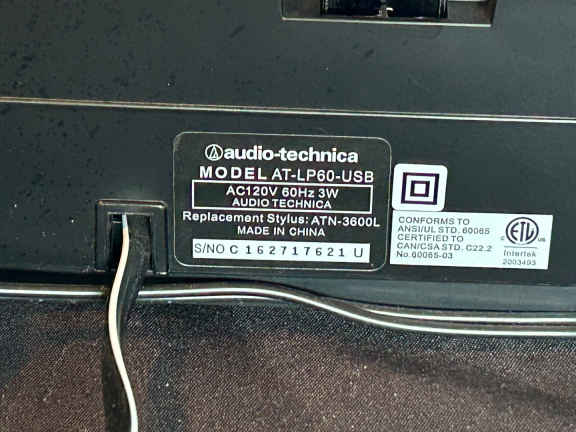 audio-technica
MODEL AT-LP60-USB
AC120V 60Hz 3W
AUDIO TECHNICA
Replacement Stylus: ATN-3600L
MADE IN CHINA
S/NO C 162717621 U
CONFORMS TO
ANSI/UL STD. 60065
CERTIFIED TO
CAN/CSA STD. C22.2
No.60065-03
c ETL us
Intertek
2003493